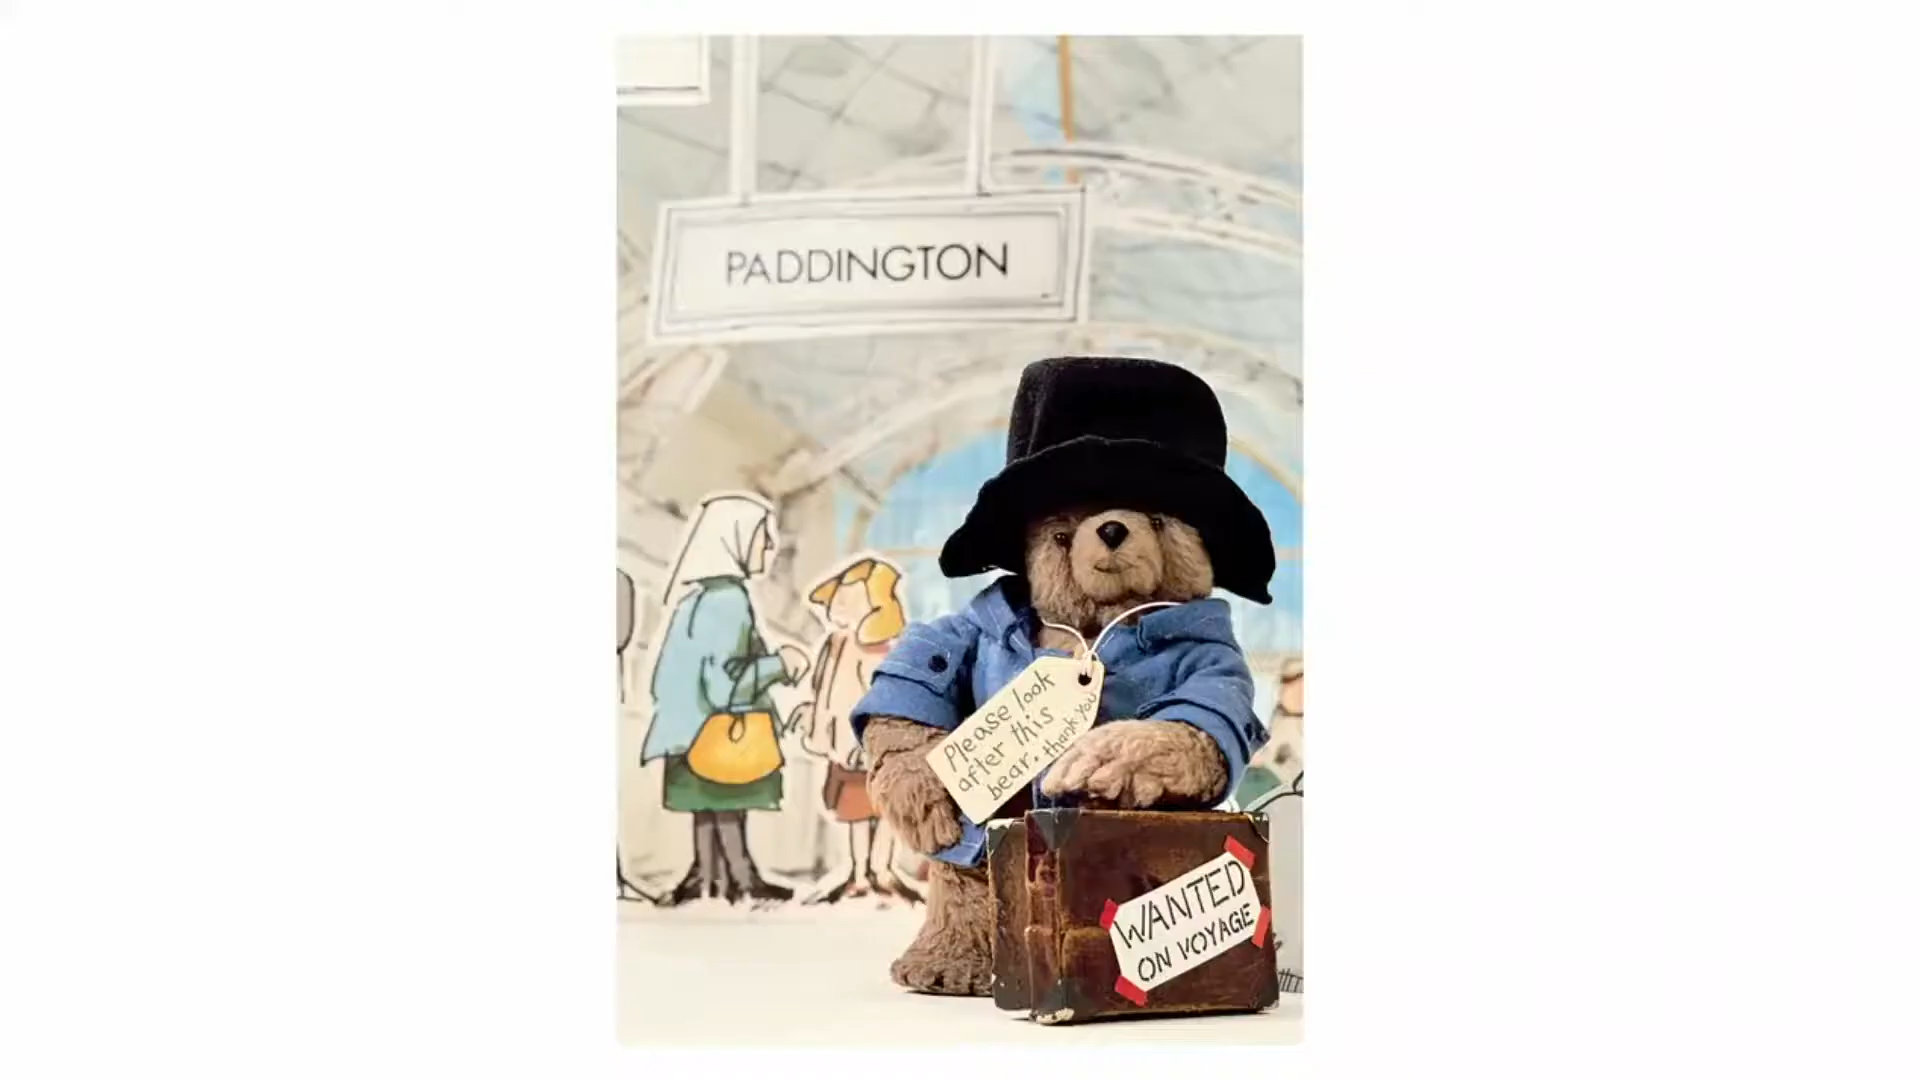 PADDINGTON
Please look
after this
bear. thank you
WANTED
ON VOYAGE